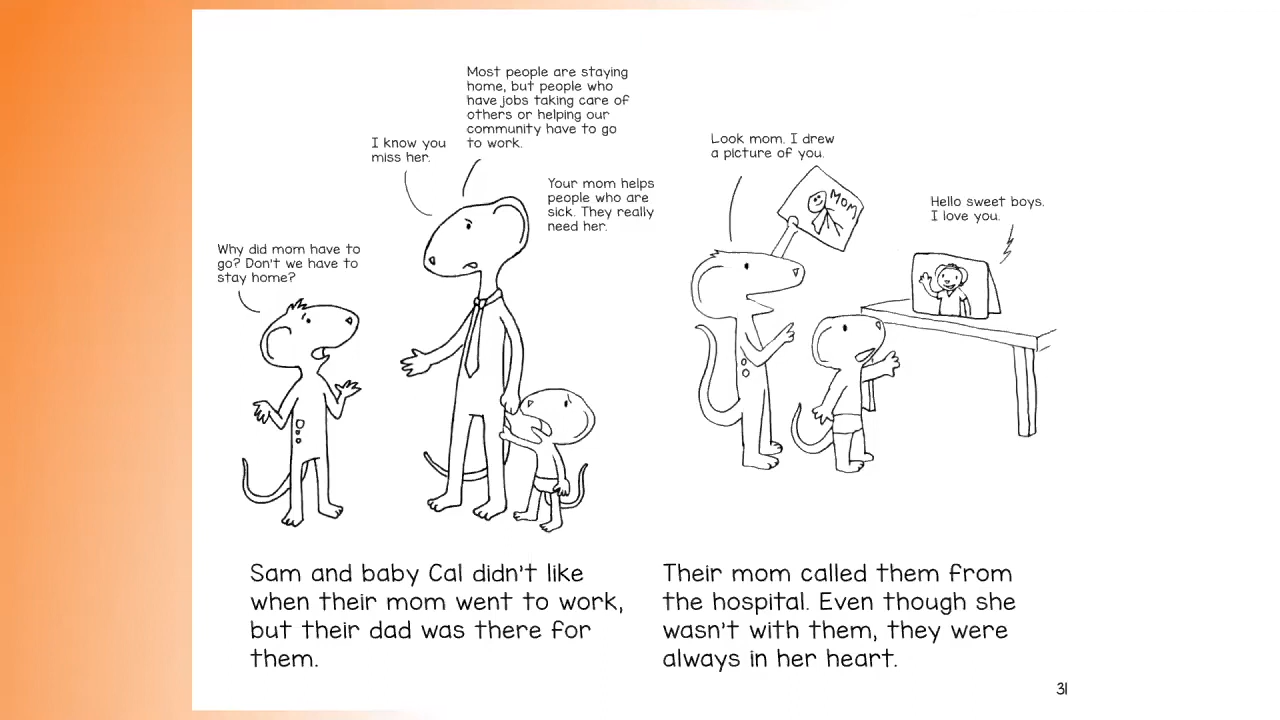 Most people are staying
home, but people who
have jobs taking care of
others or helping our
community have to go
to work.
I know you
miss her.
Your mom helps
people who are
sick. They really
need her.
Why did mom have to
go? Don't we have to
stay home?
Look mom. I drew
a picture of you.
MOM
Hello sweet boys.
I love you.
Sam and baby Cal didn't like
when their mom went to work,
but their dad was there for
them.
Their mom called them from
the hospital. Even though she
wasn't with them, they were
always in her heart.
31